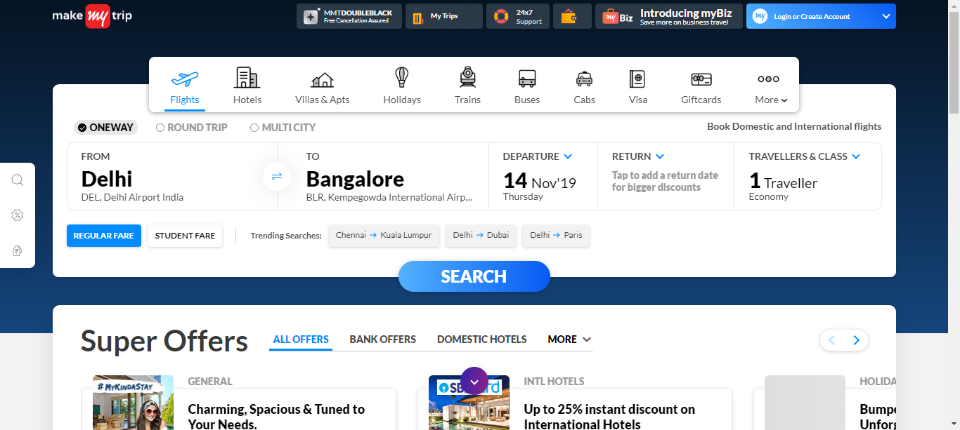 make my trip
MMTDOUBLEBLACK
Free Cancellation Assured
My Trips
24x7
Support
my Biz
Introducing myBiz
Save more on business travel
my
Login or Create Account
Flights
Hotels
Villas & Apts
Holidays
Trains
Buses
Cabs
Visa
Giftcards
More
ONEWAY
ROUND TRIP
MULTI CITY
Book Domestic and International flights
FROM
Delhi
DEL, Delhi Airport India
TO
Bangalore
BLR, Kempegowda International Airp...
DEPARTURE
14 Nov'19
Thursday
RETURN
Tap to add a return date
for bigger discounts
TRAVELLERS & CLASS
1 Traveller
Economy
REGULAR FARE
STUDENT FARE
Trending Searches:
Chennai → Kuala Lumpur
Delhi → Dubai
Delhi → Paris
SEARCH
Super Offers
ALL OFFERS
BANK OFFERS
DOMESTIC HOTELS
MORE
#MYKINDASTAY
GENERAL
Charming, Spacious & Tuned to
Your Needs.
INTL HOTELS
Up to 25% instant discount on
International Hotels